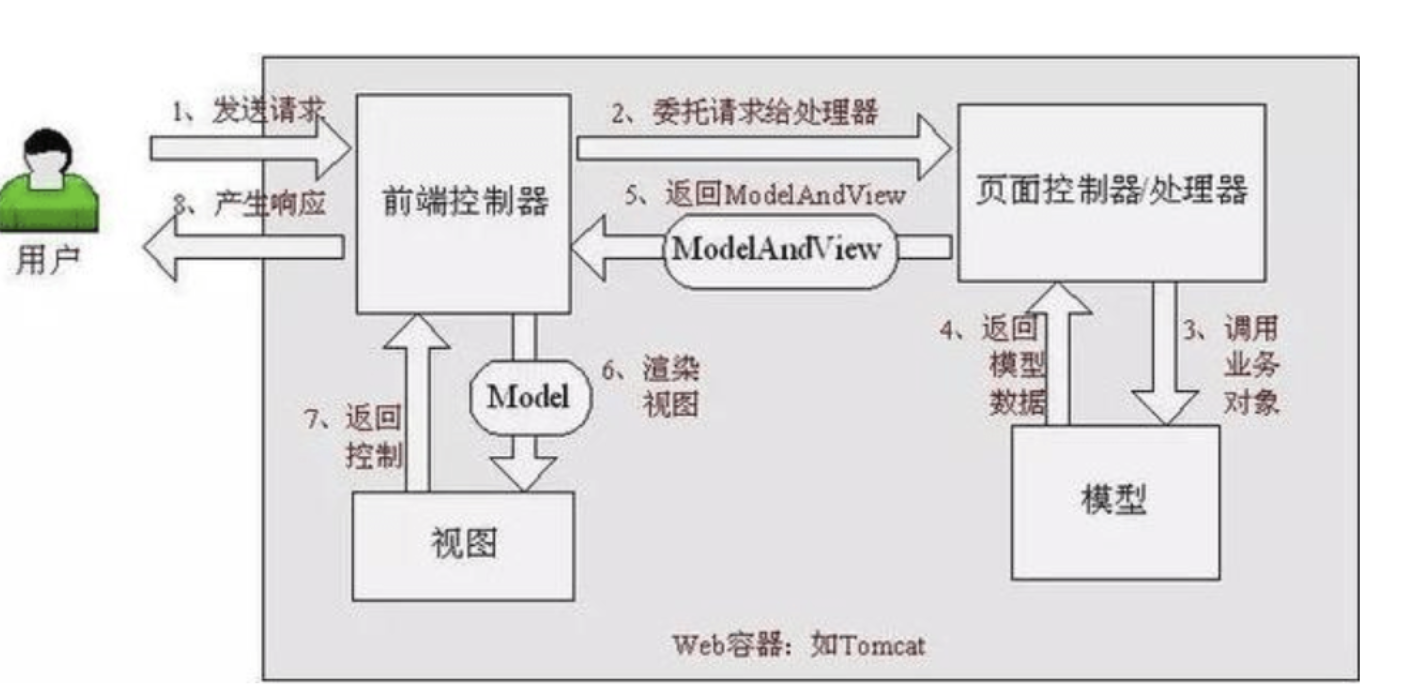 1、发送请求
2、委托请求给处理器
8、产生响应
前端控制器
5、返回ModelAndView
页面控制器/处理器
ModelAndView
用户
4、返回
模型
数据
3、调用
业务
对象
6、渲染
视图
Model
7、返回
控制
模型
视图
Web容器：如Tomcat